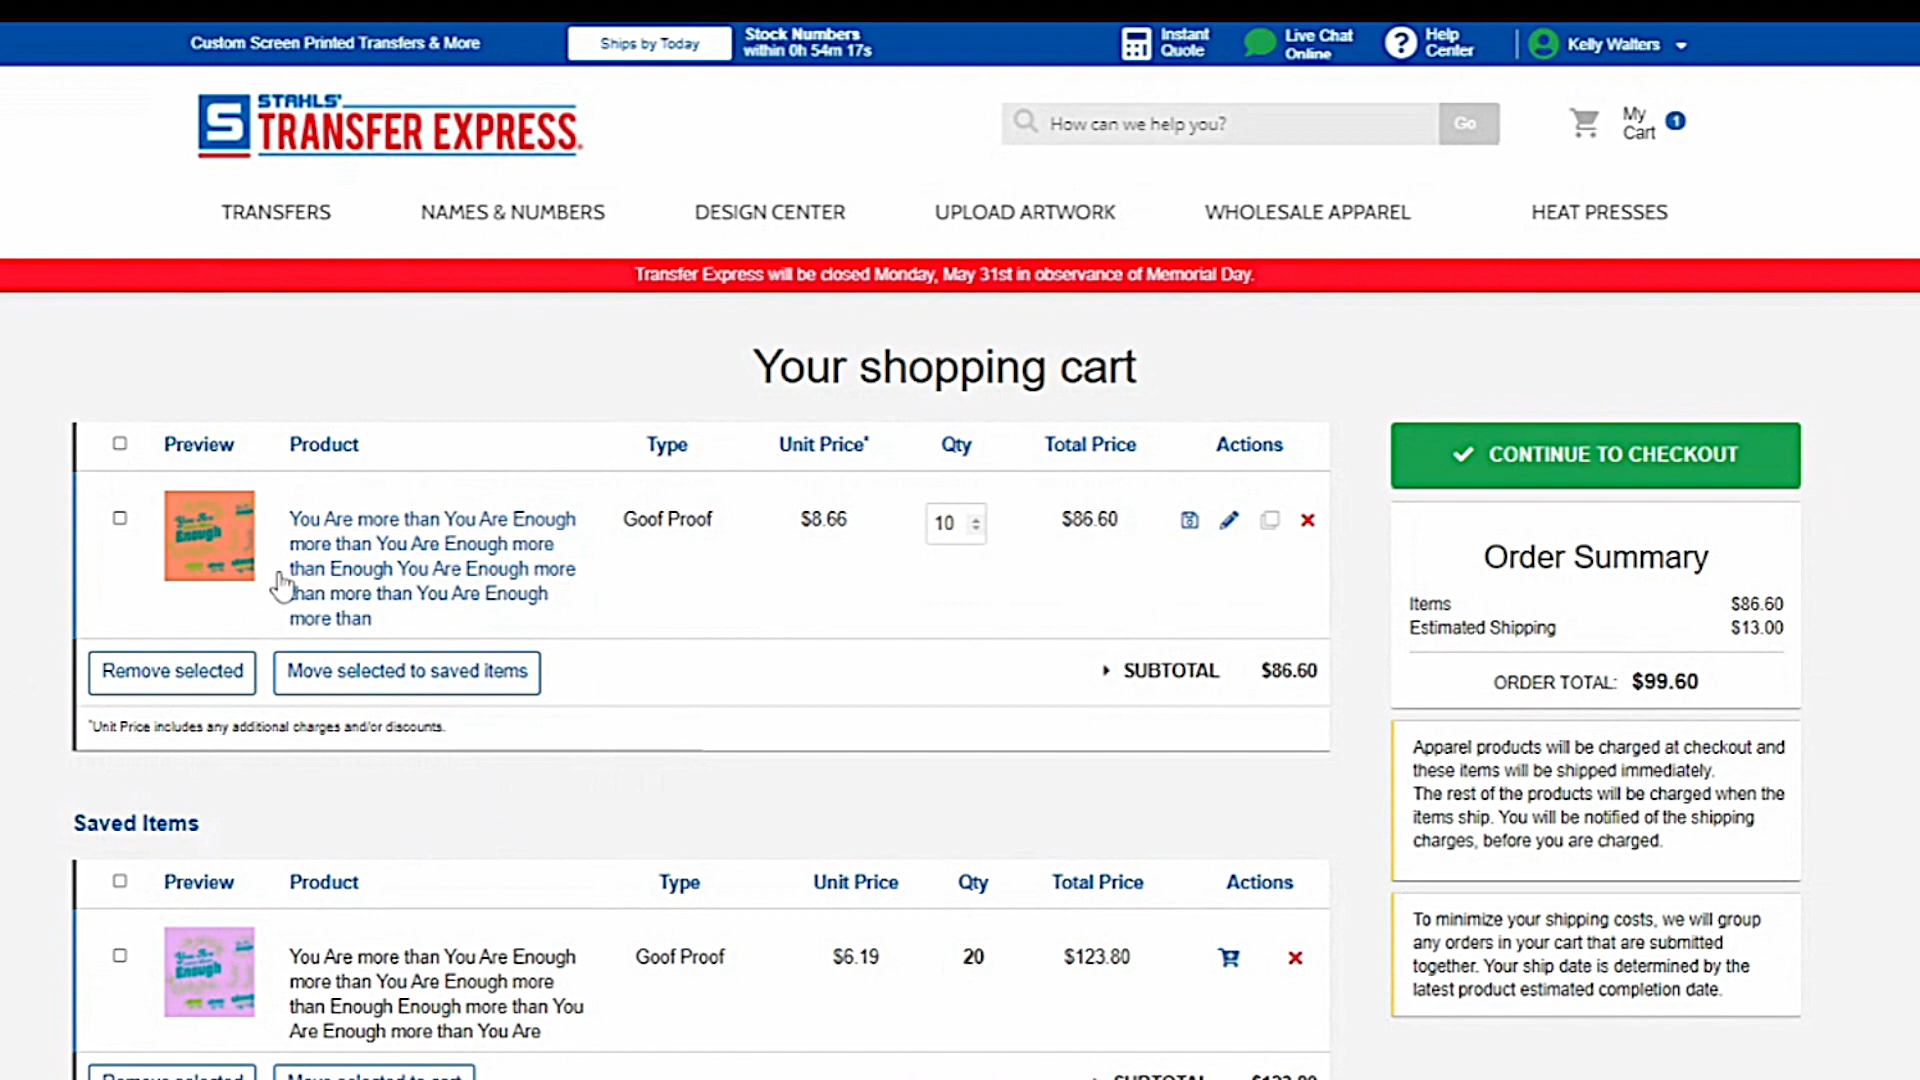 Custom Screen Printed Transfers & More
Ships by Today
Stock Numbers
within 0h 54m 17s
Instant
Quote
Live Chat
Online
Help
Center
Kelly Walters
STAHLS'
TRANSFER EXPRESS.
How can we help you?
Go
My
Cart
1
TRANSFERS
NAMES & NUMBERS
DESIGN CENTER
UPLOAD ARTWORK
WHOLESALE APPAREL
HEAT PRESSES
Transfer Express will be closed Monday, May 31st in observance of Memorial Day.
Your shopping cart
Preview Product Type Unit Price* Qty Total Price Actions
You Are more than You Are Enough
more than You Are Enough more
than Enough You Are Enough more
than more than You Are Enough
more than
Goof Proof $8.66 10 $86.60
Remove selected
Move selected to saved items
SUBTOTAL $86.60
*Unit Price includes any additional charges and/or discounts.
CONTINUE TO CHECKOUT
Order Summary
Items $86.60
Estimated Shipping $13.00
ORDER TOTAL: $99.60
Apparel products will be charged at checkout and
these items will be shipped immediately.
The rest of the products will be charged when the
items ship. You will be notified of the shipping
charges, before you are charged.
To minimize your shipping costs, we will group
any orders in your cart that are submitted
together. Your ship date is determined by the
latest product estimated completion date.
Saved Items
Preview Product Type Unit Price Qty Total Price Actions
You Are more than You Are Enough
more than You Are Enough more
than Enough Enough more than You
Are Enough more than You Are
Goof Proof $6.19 20 $123.80
Remove selected
Move selected to cart
SUBTOTAL $123.80